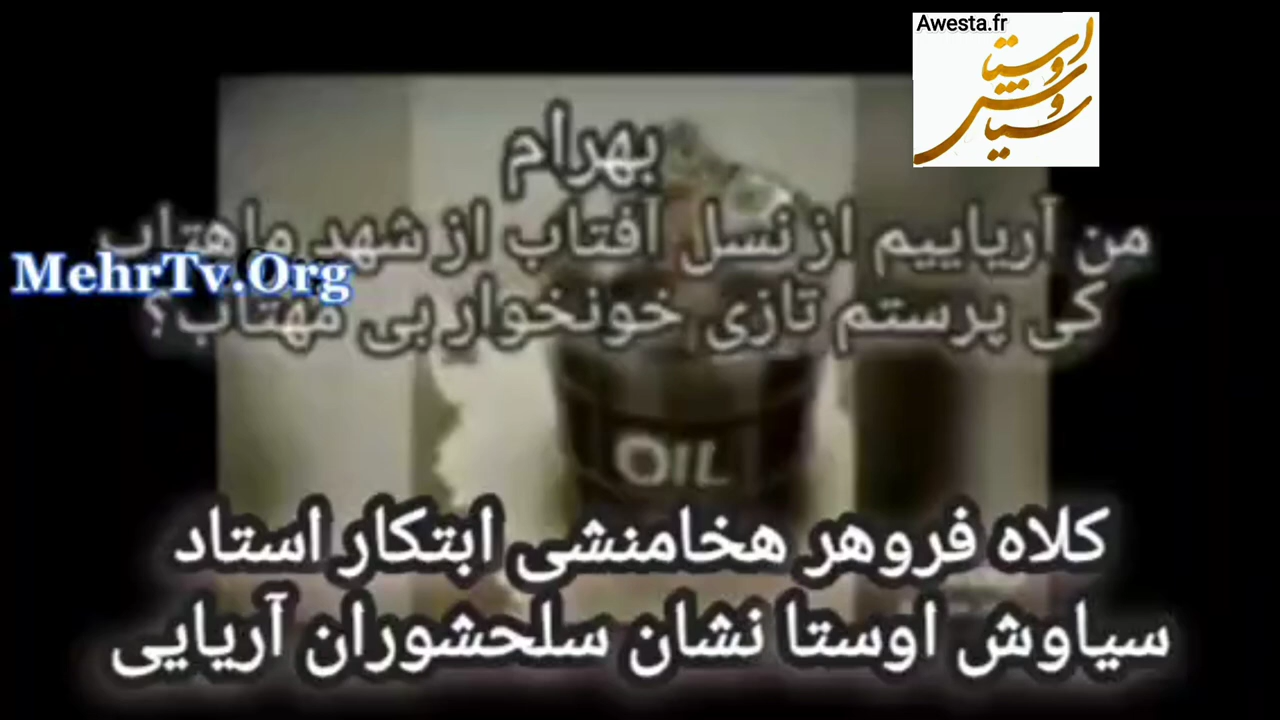 Awesta.fr
اوستا
سیاوش
بهرام
من آریاییم از نسل آفتاب از شهد ماهتاب
MehrTv.Org
کی پرستم تازی خونخوار بی مهتاب؟
OIL
کلاه فروهر هخامنشی ابتکار استاد
سیاوش اوستا نشان سلحشوران آریایی